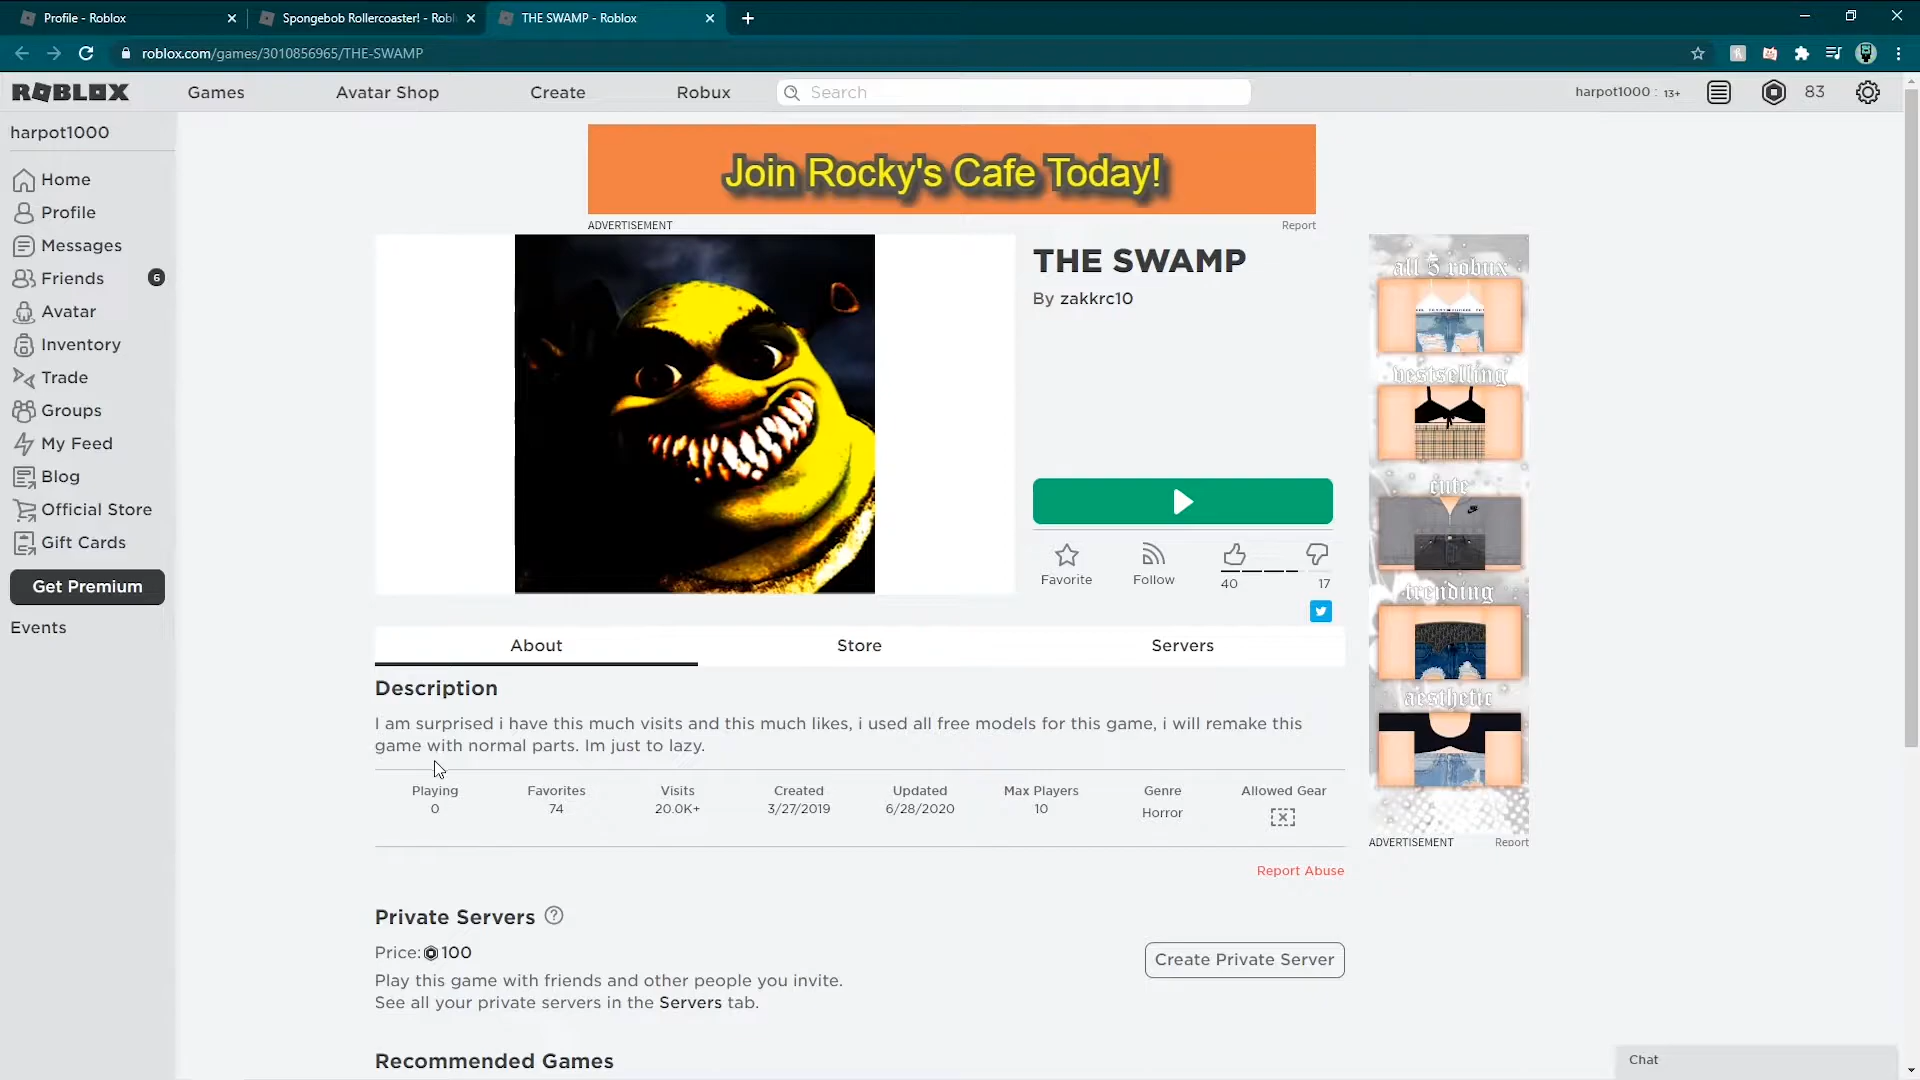 Profile - Roblox
Spongebob Rollercoaster! - Robl
THE SWAMP - Roblox
roblox.com/games/3010856965/THE-SWAMP
ROBLOX
Games
Avatar Shop
Create
Robux
Search
harpot1000 : 13+
83
harpot1000
Home
Profile
Messages
Friends
6
Avatar
Inventory
Trade
Groups
My Feed
Blog
Official Store
Gift Cards
Get Premium
Events
Join Rocky's Cafe Today!
ADVERTISEMENT
Report
THE SWAMP
By zakkrc10
Favorite
Follow
40
17
About
Store
Servers
Description
I am surprised i have this much visits and this much likes, i used all free models for this game, i will remake this
game with normal parts. Im just to lazy.
Playing
0
Favorites
74
Visits
20.0K+
Created
3/27/2019
Updated
6/28/2020
Max Players
10
Genre
Horror
Allowed Gear
Report Abuse
Private Servers
Price: 100
Play this game with friends and other people you invite.
See all your private servers in the Servers tab.
Create Private Server
Recommended Games
all 5 robux
bestselling
cute
trending
aesthetic
ADVERTISEMENT
Report
Chat